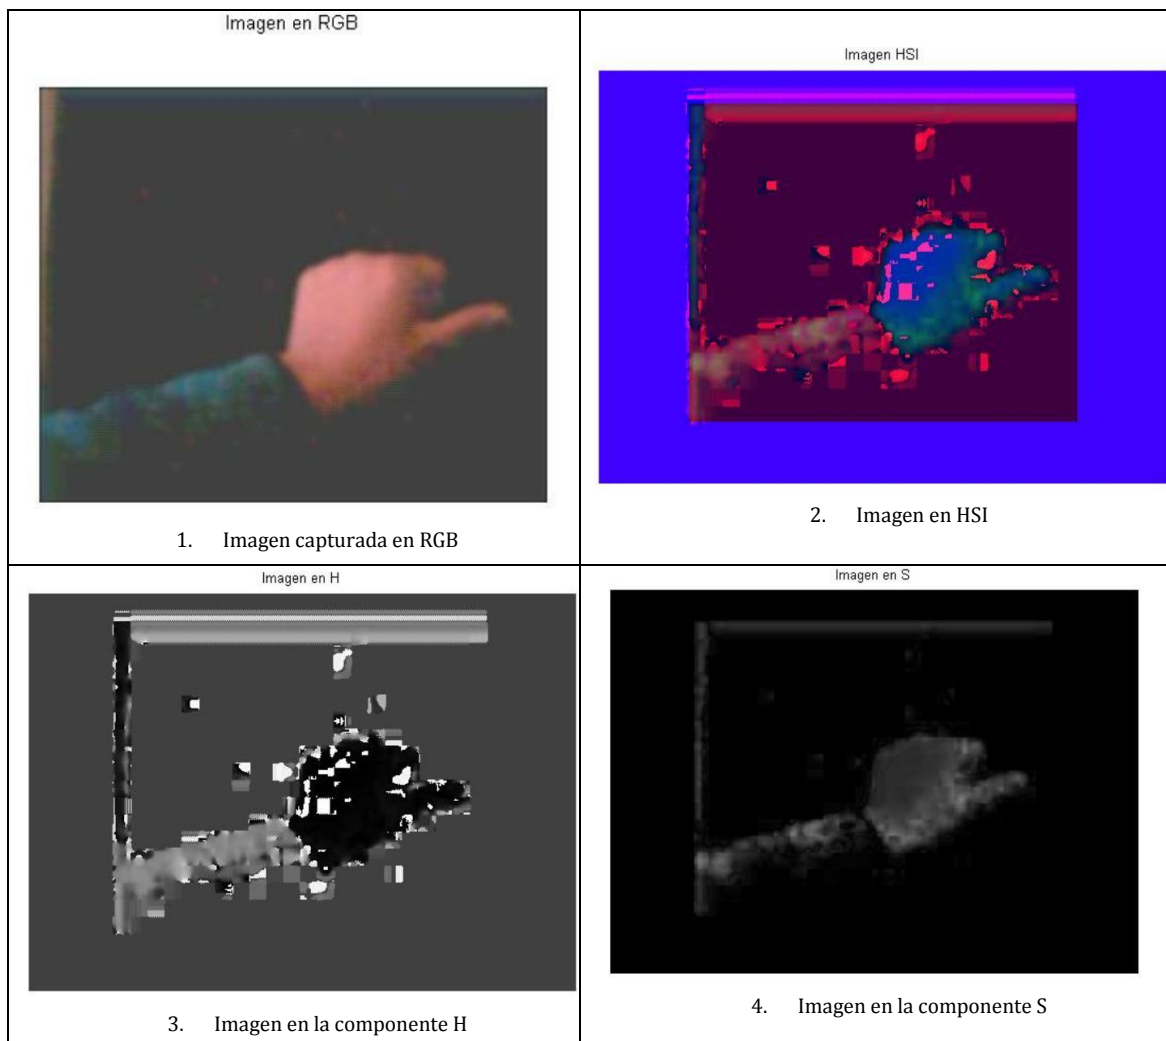 Imagen en RGB
1. Imagen capturada en RGB
Imagen HSI
2. Imagen en HSI
Imagen en H
3. Imagen en la componente H
Imagen en S
4. Imagen en la componente S